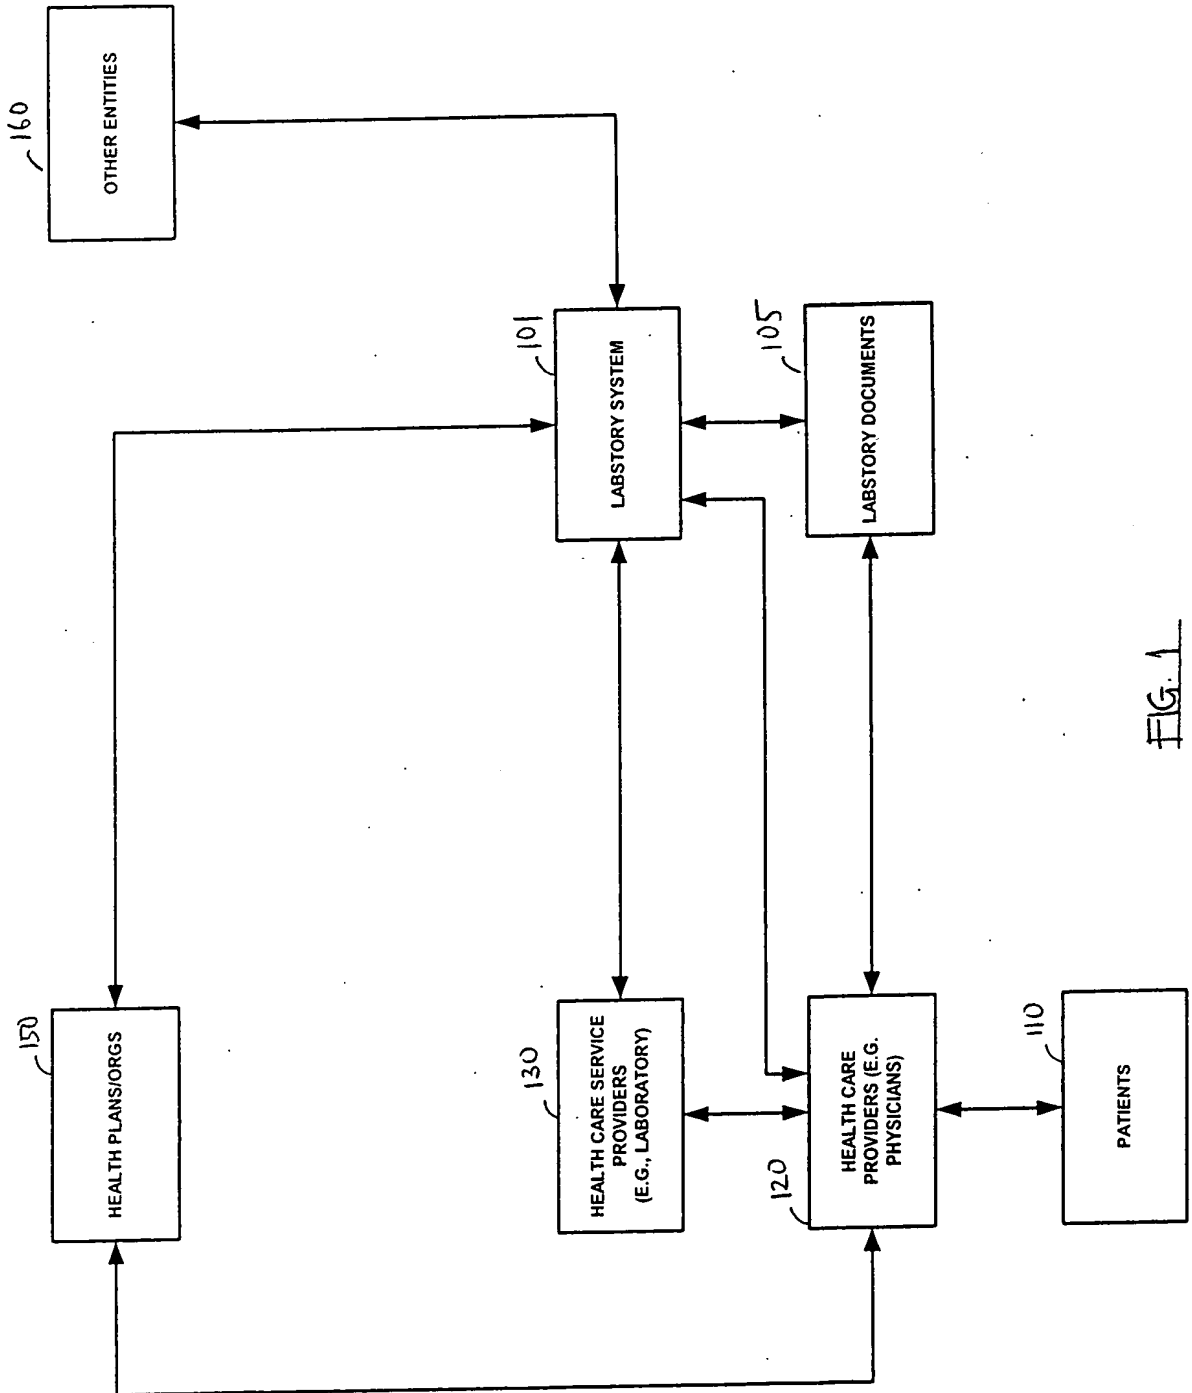 160
OTHER ENTITIES
101
LABSTORY SYSTEM
105
LABSTORY DOCUMENTS
150
HEALTH PLANS/ORGS
130
HEALTH CARE SERVICE
PROVIDERS
(E.G., LABORATORY)
120
HEALTH CARE
PROVIDERS (E.G.
PHYSICIANS)
110
PATIENTS
FIG. 1